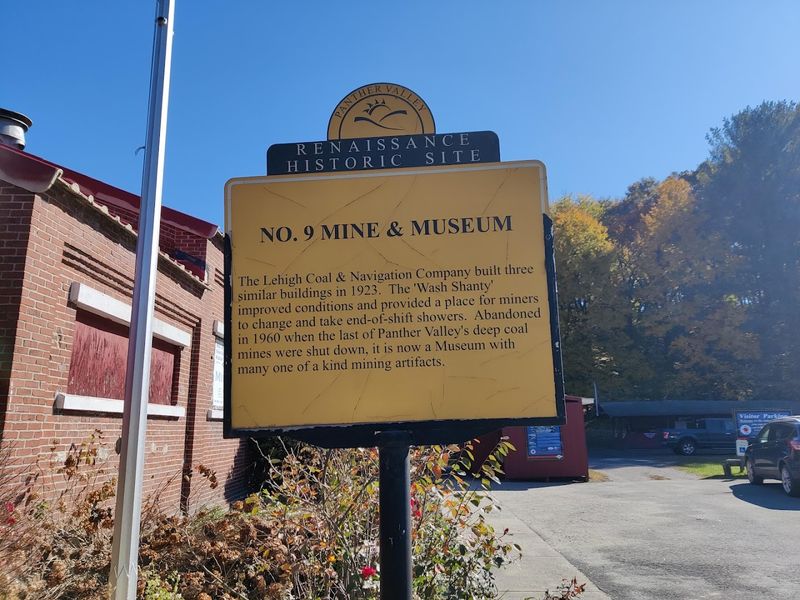 PANTHER VALLEY
RENAISSANCE
HISTORIC SITE
NO. 9 MINE & MUSEUM
The Lehigh Coal & Navigation Company built three
similar buildings in 1923. The 'Wash Shanty'
improved conditions and provided a place for miners
to change and take end-of-shift showers. Abandoned
in 1960 when the last of Panther Valley's deep coal
mines were shut down, it is now a Museum with
many one of a kind mining artifacts.
Visitor Parking